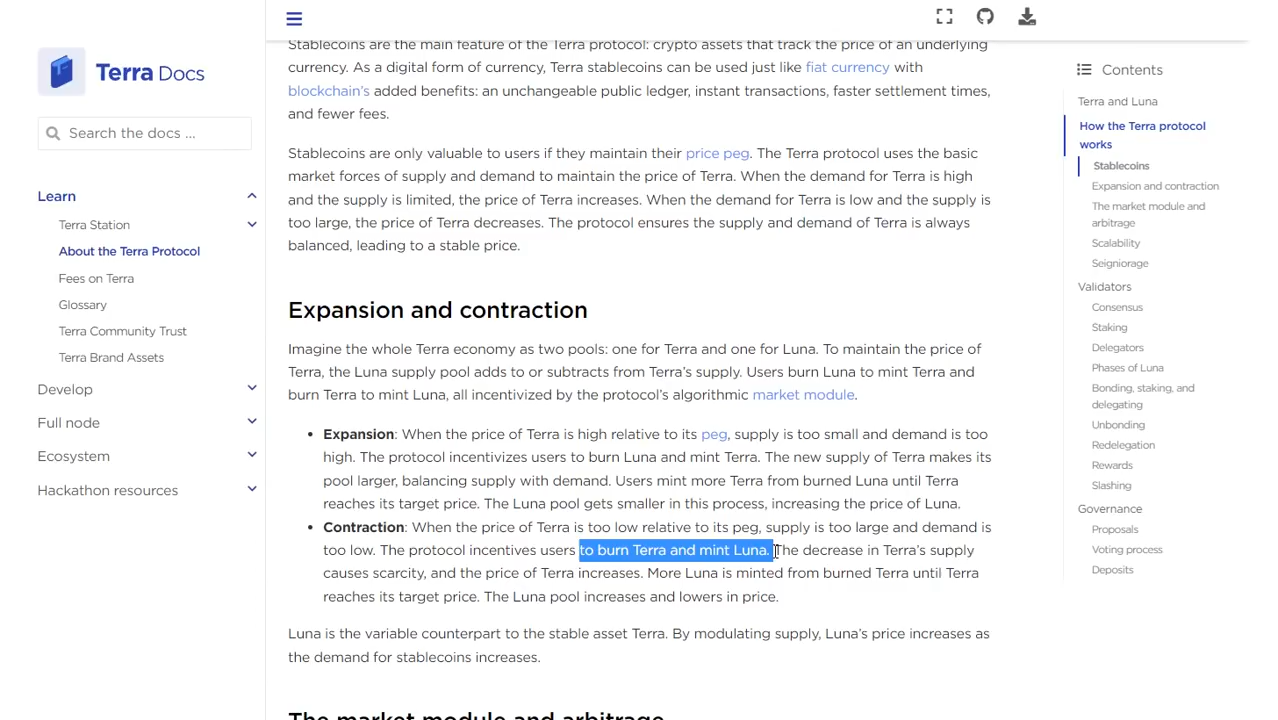 Terra Docs
Search the docs ...
Learn
Terra Station
About the Terra Protocol
Fees on Terra
Glossary
Terra Community Trust
Terra Brand Assets
Develop
Full node
Ecosystem
Hackathon resources
Stablecoins are the main feature of the Terra protocol: crypto assets that track the price of an underlying
currency. As a digital form of currency, Terra stablecoins can be used just like fiat currency with
blockchain's added benefits: an unchangeable public ledger, instant transactions, faster settlement times,
and fewer fees.
Stablecoins are only valuable to users if they maintain their price peg. The Terra protocol uses the basic
market forces of supply and demand to maintain the price of Terra. When the demand for Terra is high
and the supply is limited, the price of Terra increases. When the demand for Terra is low and the supply is
too large, the price of Terra decreases. The protocol ensures the supply and demand of Terra is always
balanced, leading to a stable price.
Expansion and contraction
Imagine the whole Terra economy as two pools: one for Terra and one for Luna. To maintain the price of
Terra, the Luna supply pool adds to or subtracts from Terra's supply. Users burn Luna to mint Terra and
burn Terra to mint Luna, all incentivized by the protocol's algorithmic market module.
• Expansion: When the price of Terra is high relative to its peg, supply is too small and demand is too
high. The protocol incentivizes users to burn Luna and mint Terra. The new supply of Terra makes its
pool larger, balancing supply with demand. Users mint more Terra from burned Luna until Terra
reaches its target price. The Luna pool gets smaller in this process, increasing the price of Luna.
• Contraction: When the price of Terra is too low relative to its peg, supply is too large and demand is
too low. The protocol incentives users to burn Terra and mint Luna. The decrease in Terra's supply
causes scarcity, and the price of Terra increases. More Luna is minted from burned Terra until Terra
reaches its target price. The Luna pool increases and lowers in price.
Luna is the variable counterpart to the stable asset Terra. By modulating supply, Luna's price increases as
the demand for stablecoins increases.
The market module and arbitrage
Contents
Terra and Luna
How the Terra protocol
works
Stablecoins
Expansion and contraction
The market module and
arbitrage
Scalability
Seigniorage
Validators
Consensus
Staking
Delegators
Phases of Luna
Bonding, staking, and
delegating
Unbonding
Redelegation
Rewards
Slashing
Governance
Proposals
Voting process
Deposits